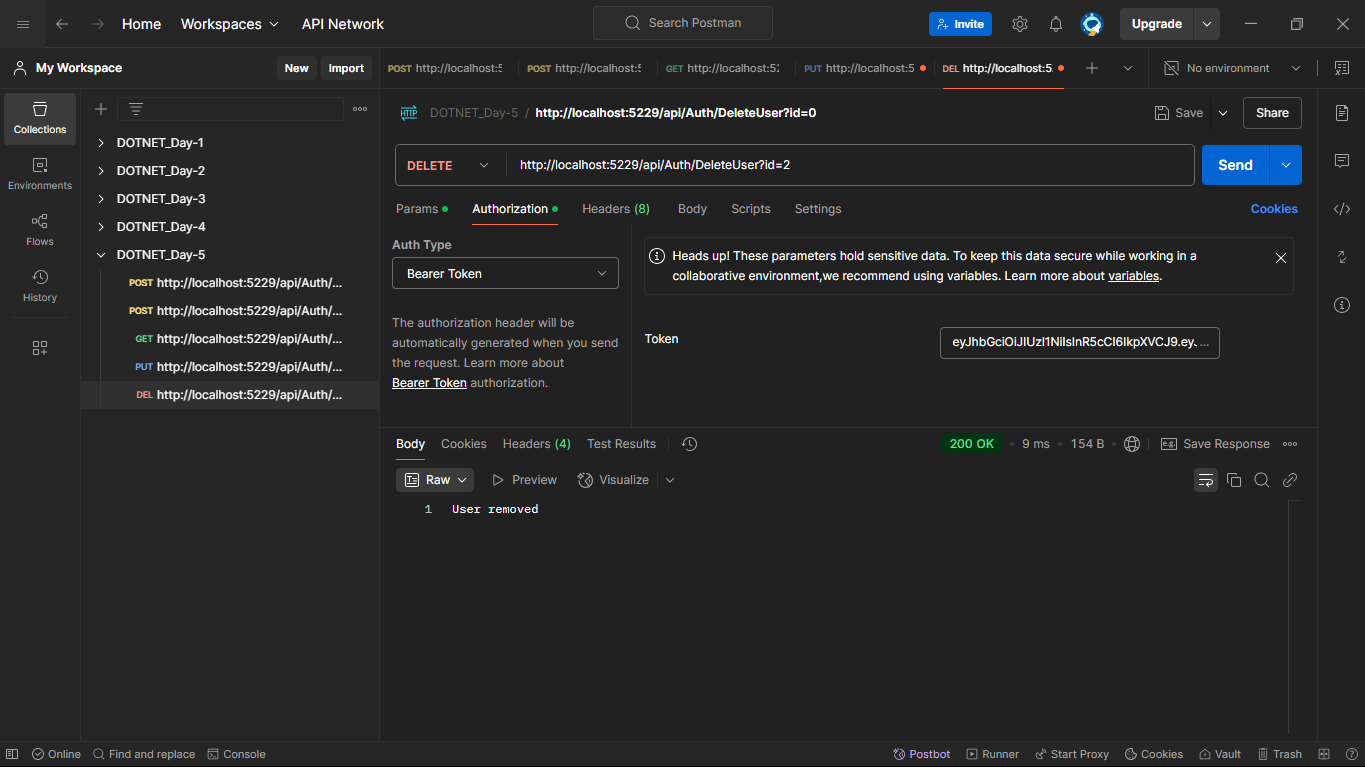 Home Workspaces API Network Search Postman Invite Upgrade
My Workspace New Import POST http://localhost:5 POST http://localhost:5 GET http://localhost:52 PUT http://localhost:5 DEL http://localhost:5. No environment
Collections
Environments
Flows
History
DOTNET_Day-1
DOTNET_Day-2
DOTNET_Day-3
DOTNET_Day-4
DOTNET_Day-5
POST http://localhost:5229/api/Auth/...
POST http://localhost:5229/api/Auth/...
GET http://localhost:5229/api/Auth/...
PUT http://localhost:5229/api/Auth/...
DEL http://localhost:5229/api/Auth/...
HTTP DOTNET_Day-5 / http://localhost:5229/api/Auth/DeleteUser?id=0 Save Share
DELETE http://localhost:5229/api/Auth/DeleteUser?id=2 Send
Params Authorization Headers (8) Body Scripts Settings Cookies
Auth Type
Bearer Token
The authorization header will be
automatically generated when you send
the request. Learn more about
Bearer Token authorization.
Heads up! These parameters hold sensitive data. To keep this data secure while working in a
collaborative environment,we recommend using variables. Learn more about variables.
Token eyJhbGciOiJIUzI1NiIsInR5cCI6IkpXVCJ9.eyJ ...
Body Cookies Headers (4) Test Results 200 OK 9 ms 154 B e.g. Save Response
Raw Preview Visualize
1 User removed
Online Find and replace Console Postbot Runner Start Proxy Cookies Vault Trash